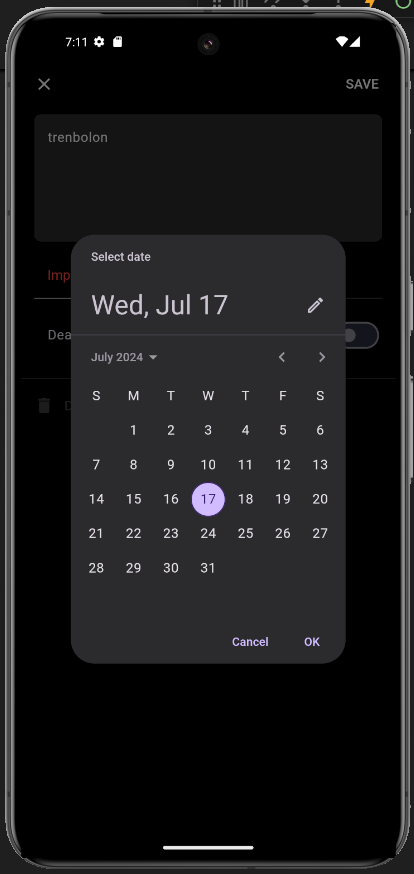 7:11
SAVE
trenbolon
Select date
Imp
Wed, Jul 17
Dea
July 2024
S M T W T F S
1 2 3 4 5 6
7 8 9 10 11 12 13
14 15 16 17 18 19 20
21 22 23 24 25 26 27
28 29 30 31
Cancel OK